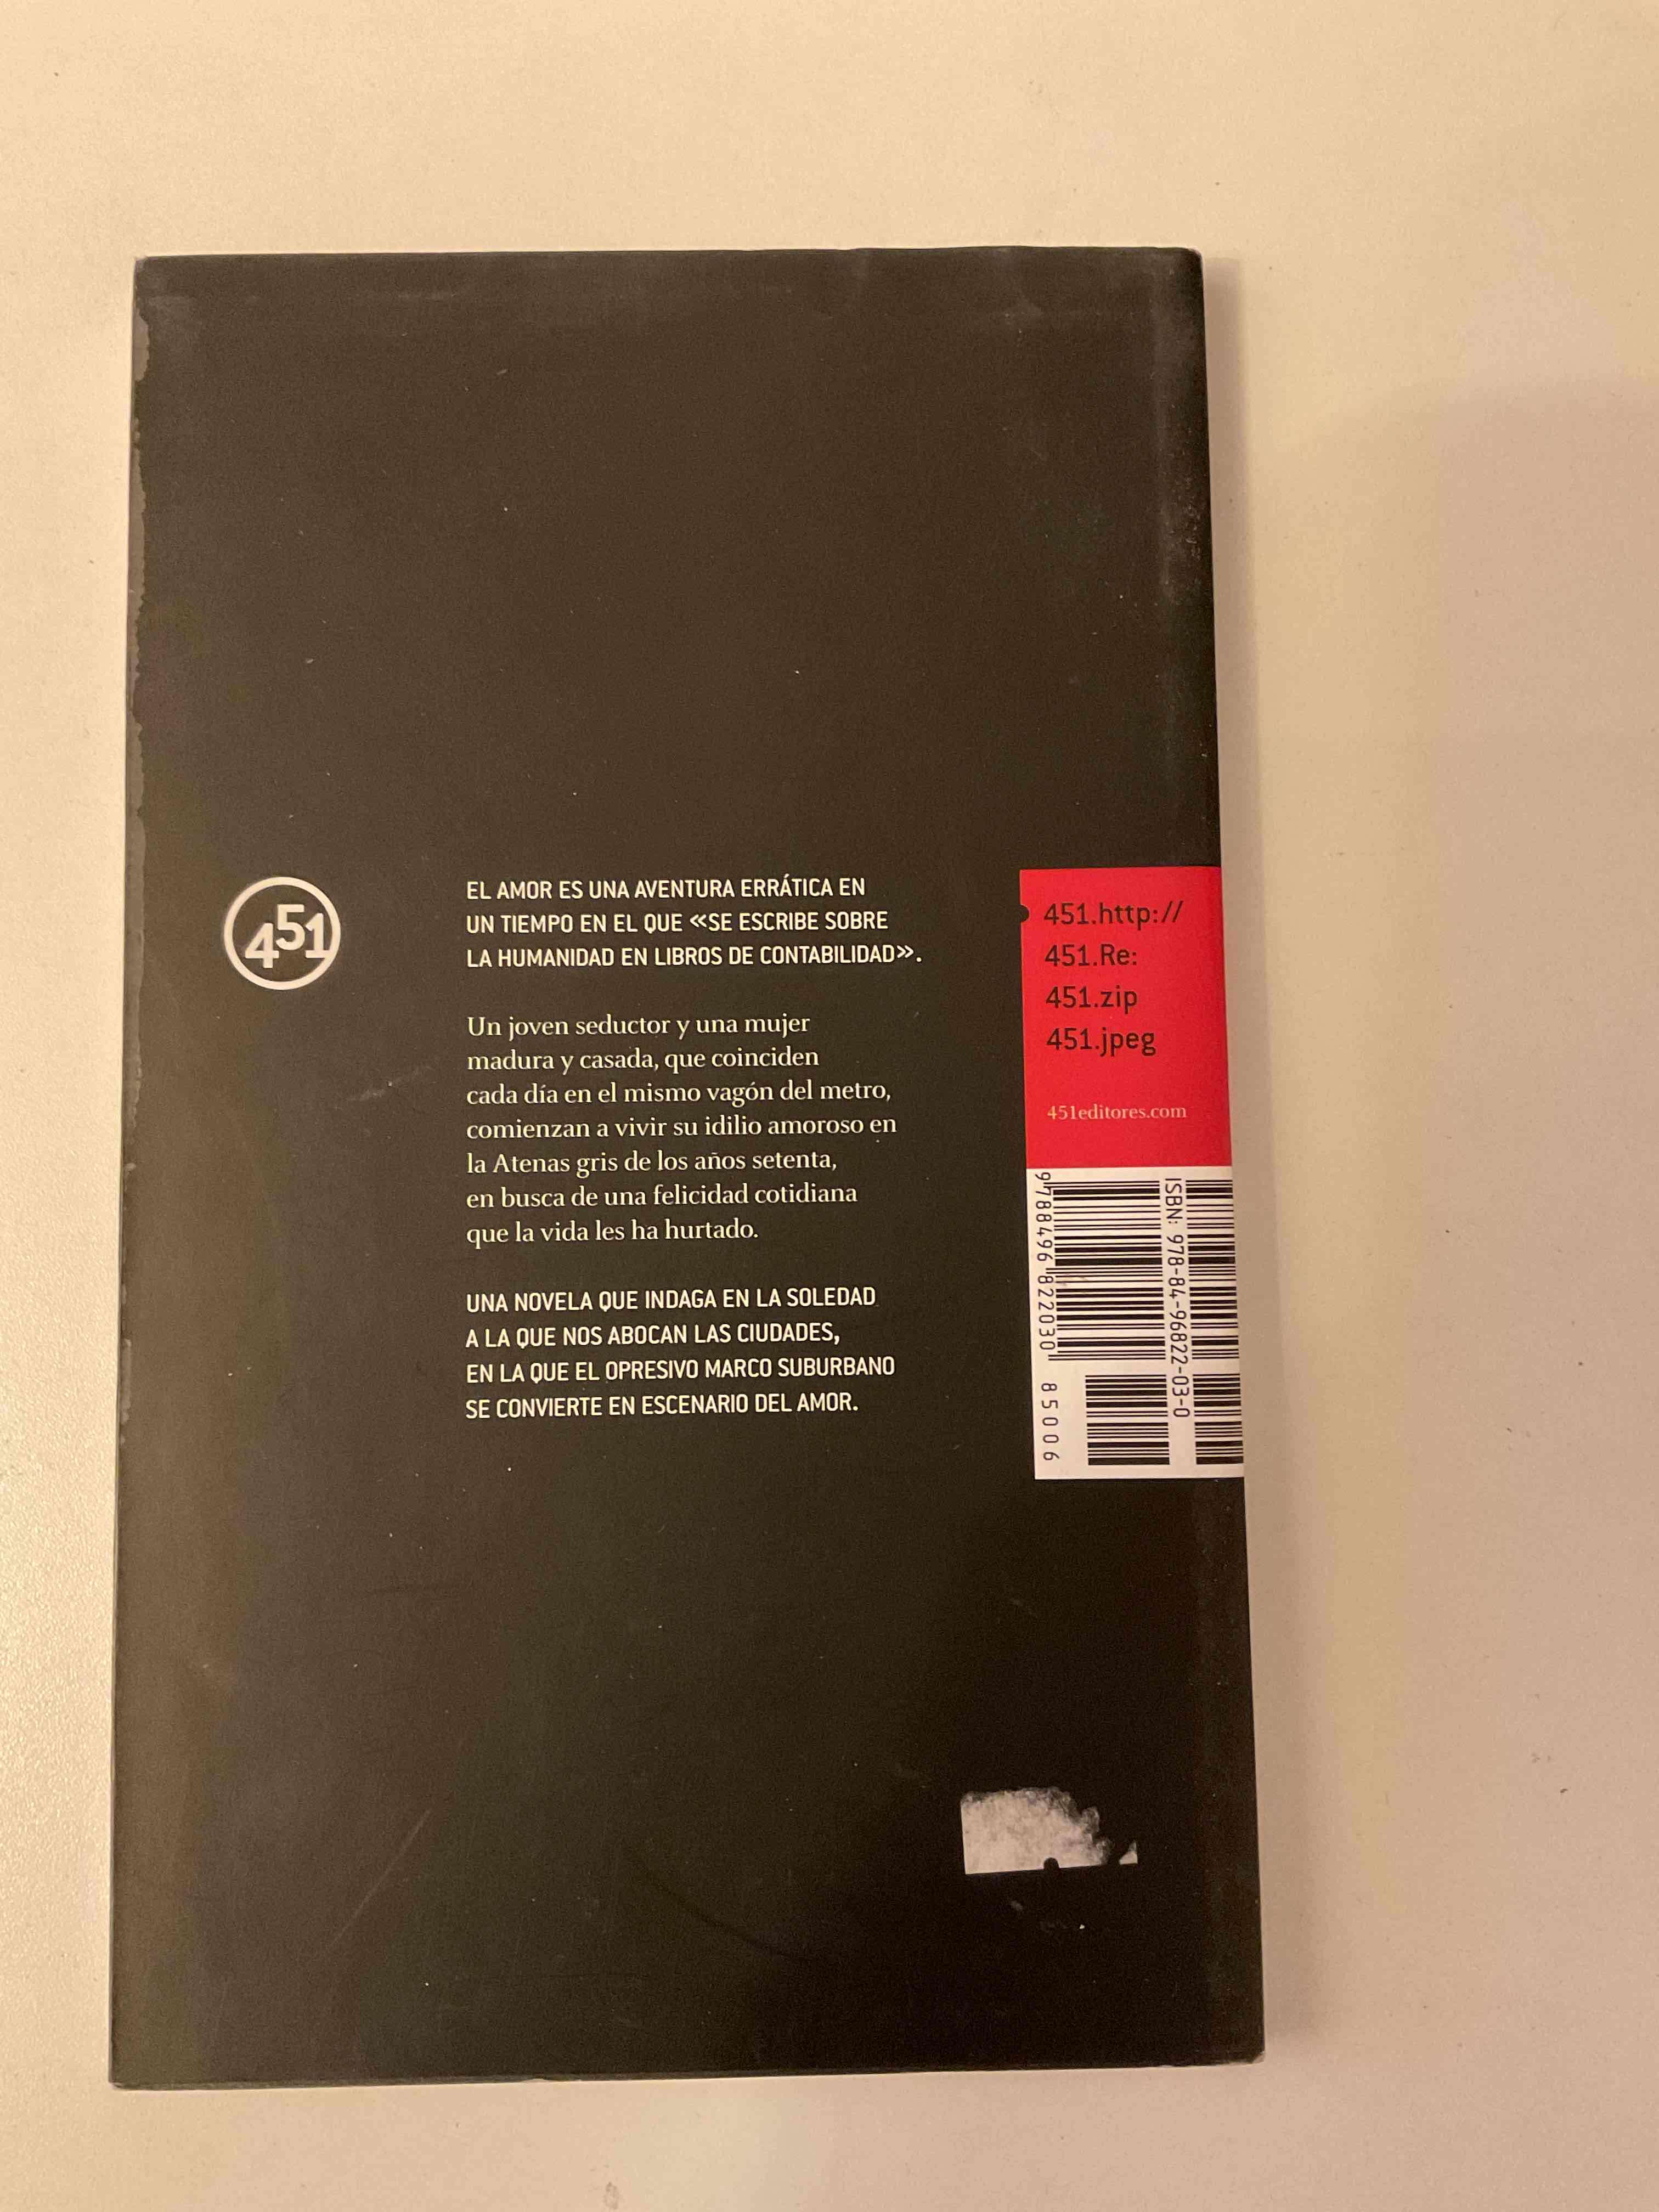 451
EL AMOR ES UNA AVENTURA ERRÁTICA EN
UN TIEMPO EN EL QUE «SE ESCRIBE SOBRE
LA HUMANIDAD EN LIBROS DE CONTABILIDAD».
Un joven seductor y una mujer
madura y casada, que coinciden
cada día en el mismo vagón del metro,
comienzan a vivir su idilio amoroso en
la Atenas gris de los años setenta,
en busca de una felicidad cotidiana
que la vida les ha hurtado.
UNA NOVELA QUE INDAGA EN LA SOLEDAD
A LA QUE NOS ABOCAN LAS CIUDADES,
EN LA QUE EL OPRESIVO MARCO SUBURBANO
SE CONVIERTE EN ESCENARIO DEL AMOR.
451.http://
451.Re:
451.zip
451.jpeg
451editores.com
ISBN: 978-84-96822-03-0
9 788496 822030
85006